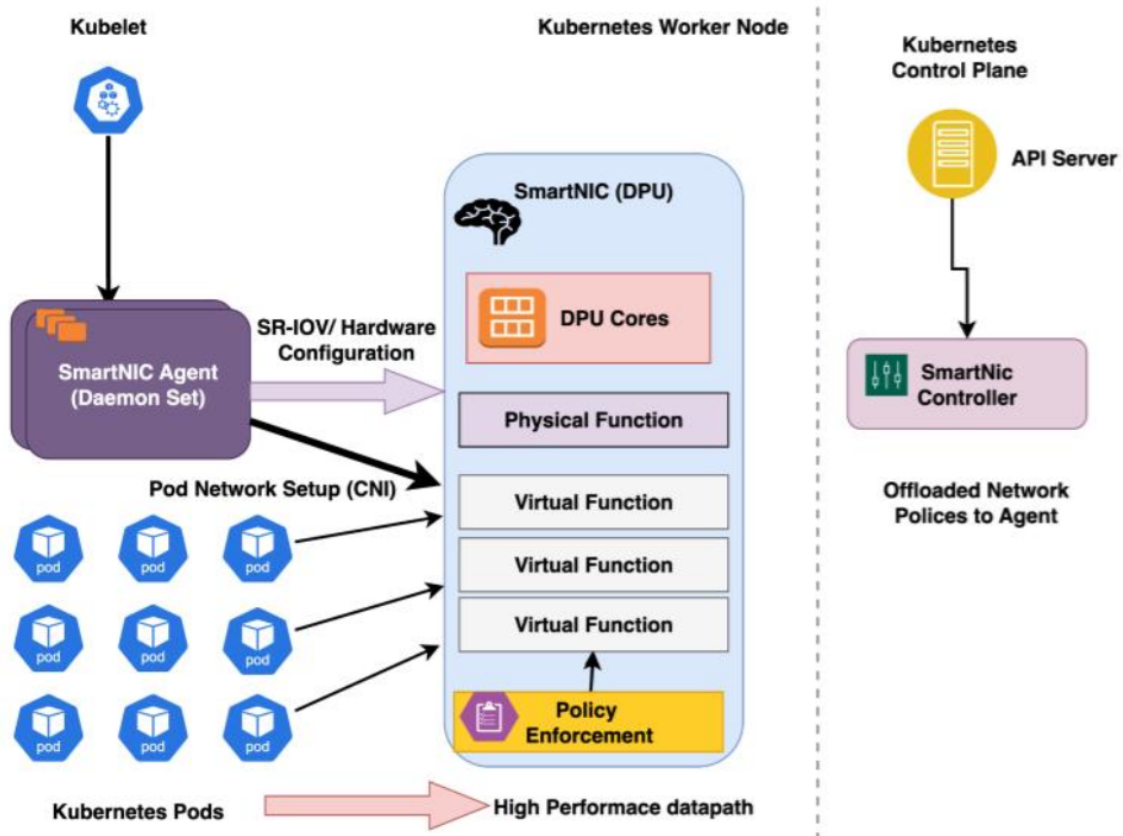 Kubelet
Kubernetes Worker Node
Kubernetes
Control Plane
API Server
SmartNIC (DPU)
DPU Cores
SR-IOV/ Hardware
Configuration
SmartNIC Agent
(Daemon Set)
Physical Function
SmartNic
Controller
Pod Network Setup (CNI)
Virtual Function
Offloaded Network
Polices to Agent
pod
pod
pod
Virtual Function
Virtual Function
pod
pod
pod
Policy
Enforcement
pod
pod
pod
Kubernetes Pods
High Performace datapath